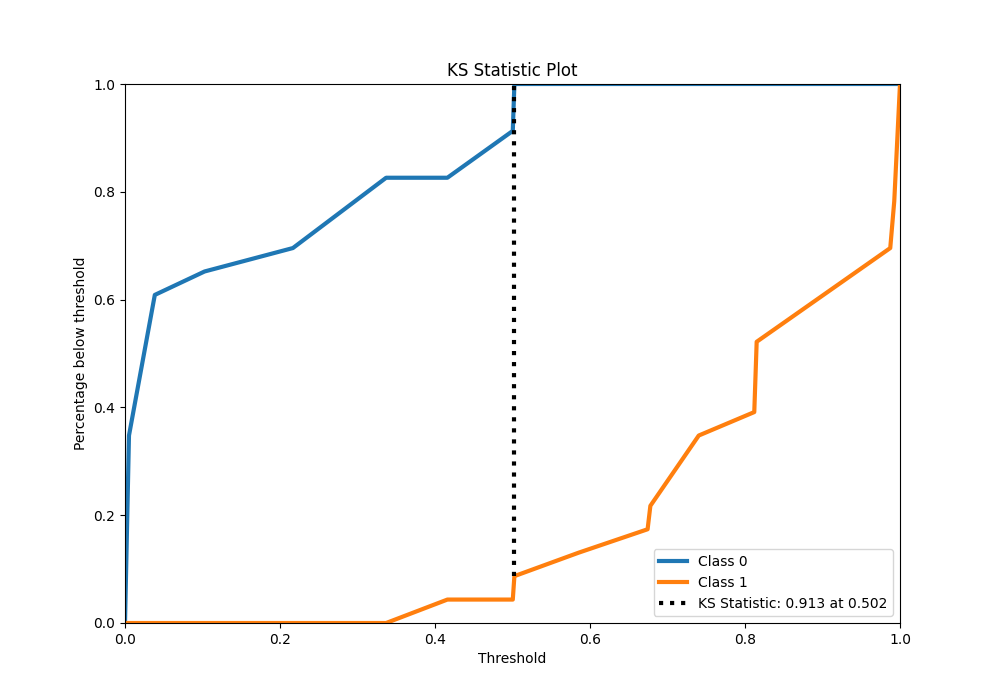 KS Statistic Plot
Percentage below threshold
1.0
0.8
0.6
0.4
0.2
0.0
0.0 0.2 0.4 0.6 0.8 1.0
Threshold
Class 0
Class 1
KS Statistic: 0.913 at 0.502